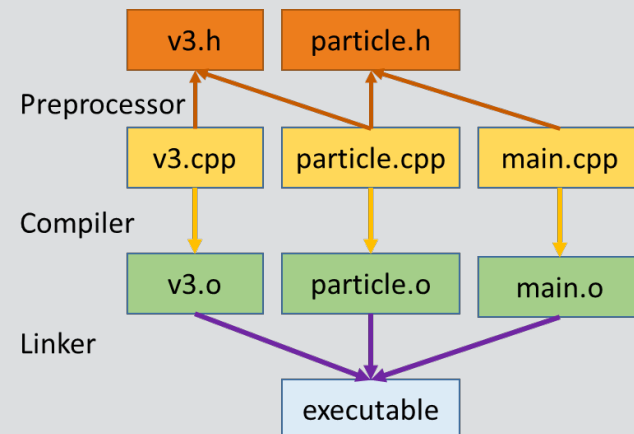 v3.h
particle.h
Preprocessor
v3.cpp
particle.cpp
main.cpp
Compiler
v3.o
particle.o
main.o
Linker
executable